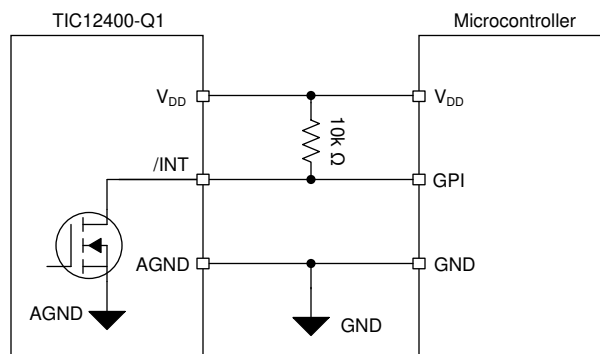 TIC12400-Q1
Microcontroller
VDD
VDD
10k Ω
/INT
GPI
AGND
GND
AGND
GND